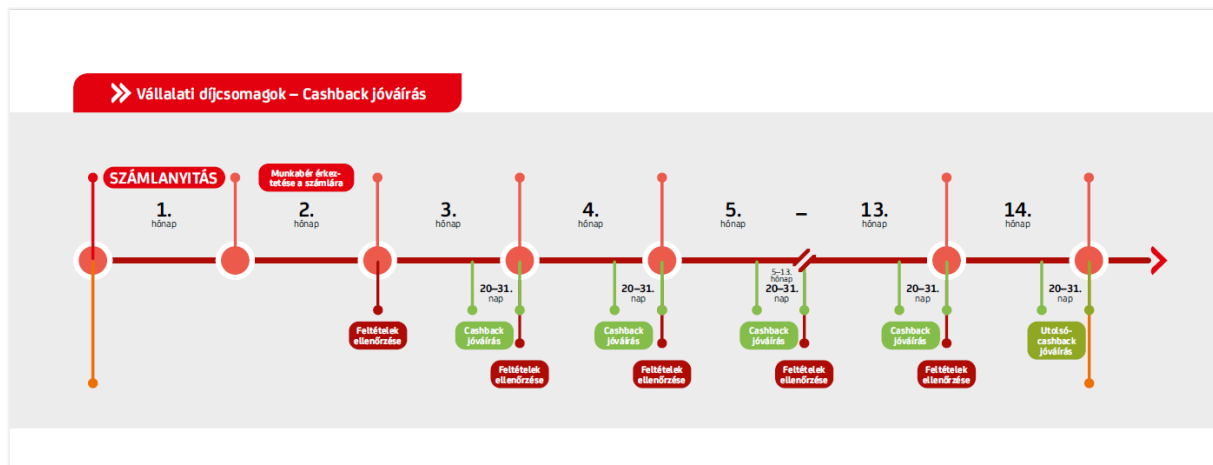 Vállalati díjcsomagok – Cashback jóváírás
SZÁMLANYITÁS
Munkabér érkez-
tetése a számlára
1.
hónap
2.
hónap
3.
hónap
4.
hónap
5.
hónap
–
13.
hónap
14.
hónap
5–13.
hónap
20–31.
nap
20–31.
nap
20–31.
nap
20–31.
nap
20–31.
nap
Feltételek
ellenőrzése
Cashback
jóváírás
Cashback
jóváírás
Cashback
jóváírás
Cashback
jóváírás
Utolsó-
cashback
jóváírás
Feltételek
ellenőrzése
Feltételek
ellenőrzése
Feltételek
ellenőrzése
Feltételek
ellenőrzése